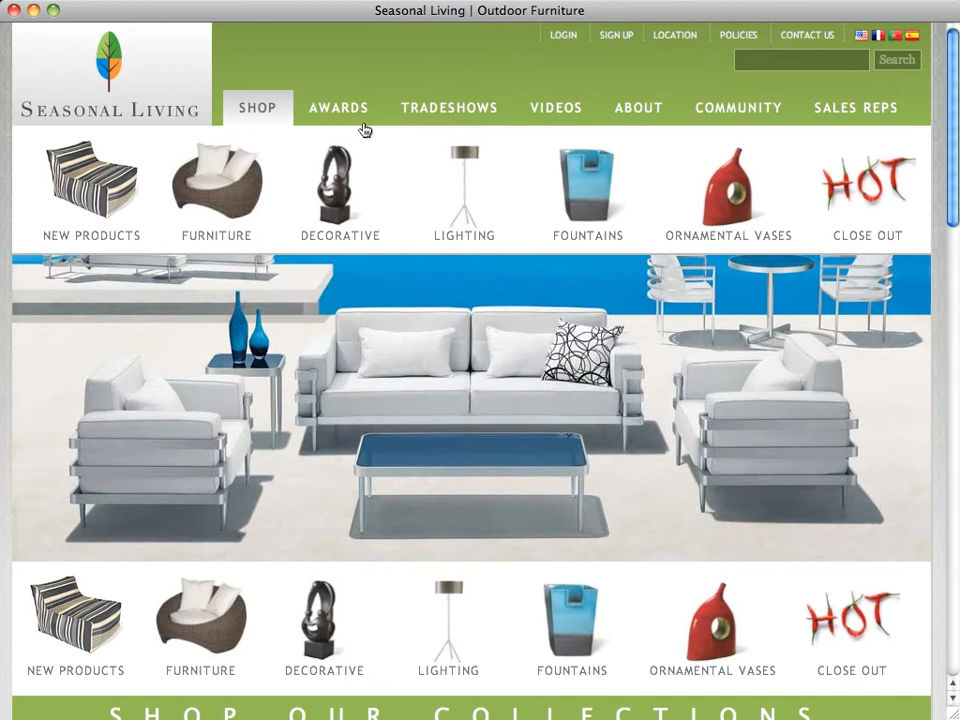 Seasonal Living | Outdoor Furniture
LOGIN SIGN UP LOCATION POLICIES CONTACT US
Search
SEASONAL LIVING
SHOP AWARDS TRADESHOWS VIDEOS ABOUT COMMUNITY SALES REPS
HOT
NEW PRODUCTS FURNITURE DECORATIVE LIGHTING FOUNTAINS ORNAMENTAL VASES CLOSE OUT
HOT
NEW PRODUCTS FURNITURE DECORATIVE LIGHTING FOUNTAINS ORNAMENTAL VASES CLOSE OUT
SHOP OUR COLLECTIONS